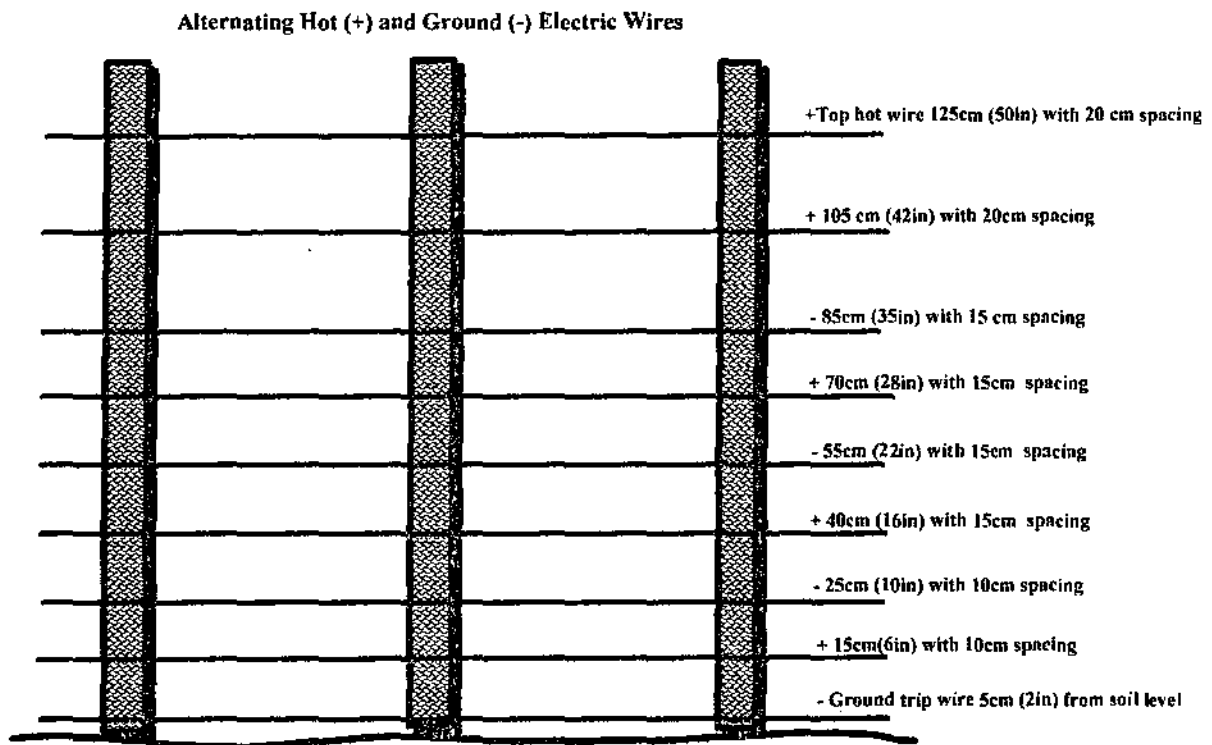 Alternating Hot (+) and Ground (-) Electric Wires
+Top hot wire 125cm (50in) with 20 cm spacing
+ 105 cm (42in) with 20cm spacing
- 85cm (35in) with 15 cm spacing
+ 70cm (28in) with 15cm spacing
- 55cm (22in) with 15cm spacing
+ 40cm (16in) with 15cm spacing
- 25cm (10in) with 10cm spacing
+ 15cm(6in) with 10cm spacing
- Ground trip wire 5cm (2in) from soil level